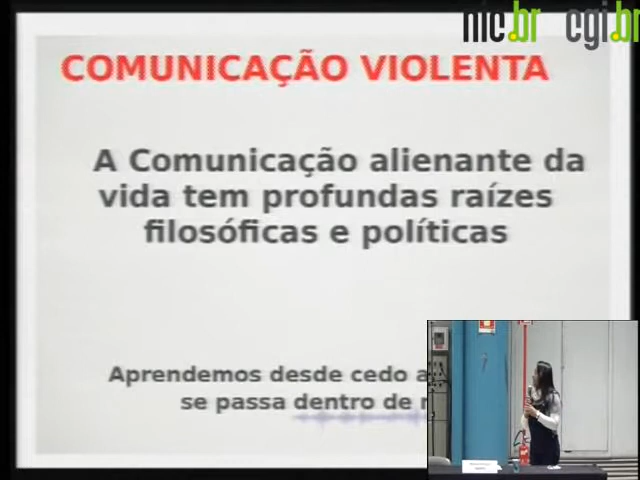 nic.br cgi.br
COMUNICAÇÃO VIOLENTA
A Comunicação alienante da
vida tem profundas raízes
filosóficas e políticas
Aprendemos desde cedo a
se passa dentro de